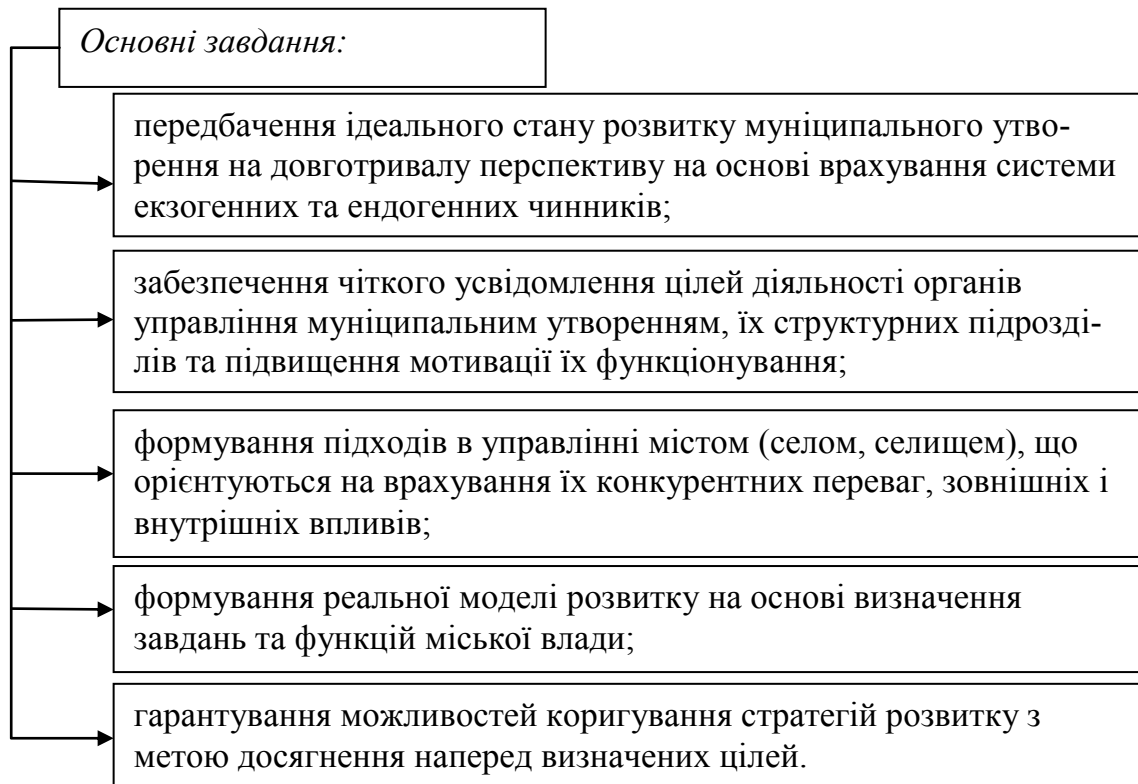 Основні завдання:
передбачення ідеального стану розвитку муніципального утво-
рення на довготривалу перспективу на основі врахування системи
екзогенних та ендогенних чинників;
забезпечення чіткого усвідомлення цілей діяльності органів
управління муніципальним утворенням, їх структурних підрозді-
лів та підвищення мотивації їх функціонування;
формування підходів в управлінні містом (селом, селищем), що
орієнтуються на врахування їх конкурентних переваг, зовнішніх і
внутрішніх впливів;
формування реальної моделі розвитку на основі визначення
завдань та функцій міської влади;
гарантування можливостей коригування стратегій розвитку з
метою досягнення наперед визначених цілей.